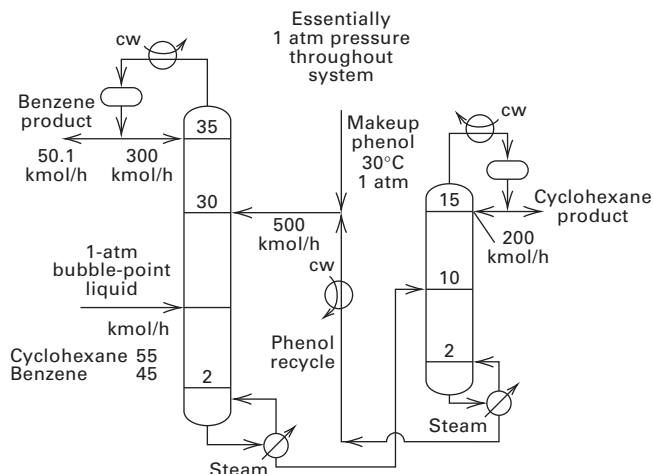 Essentially
1 atm pressure
throughout
system
cw
Benzene
product
50.1
kmol/h
300
kmol/h
35
30
500
kmol/h
1-atm
bubble-point
liquid
kmol/h
Cyclohexane 55
Benzene 45
2
Steam
Makeup
phenol
30°C
1 atm
cw
Phenol
recycle
cw
15
Cyclohexane
product
200
kmol/h
10
2
Steam